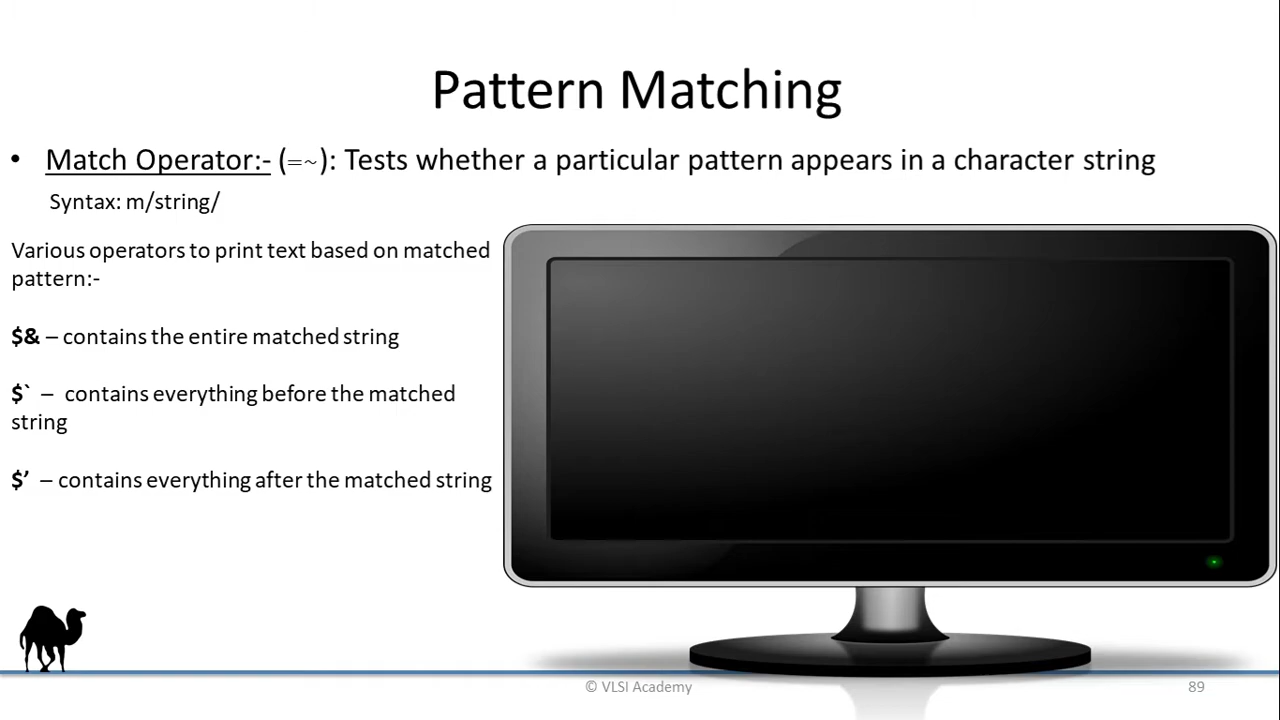 Pattern Matching
• Match Operator:- (=~): Tests whether a particular pattern appears in a character string
Syntax: m/string/
Various operators to print text based on matched
pattern:-
$& – contains the entire matched string
$` – contains everything before the matched
string
$’ – contains everything after the matched string
© VLSI Academy
89